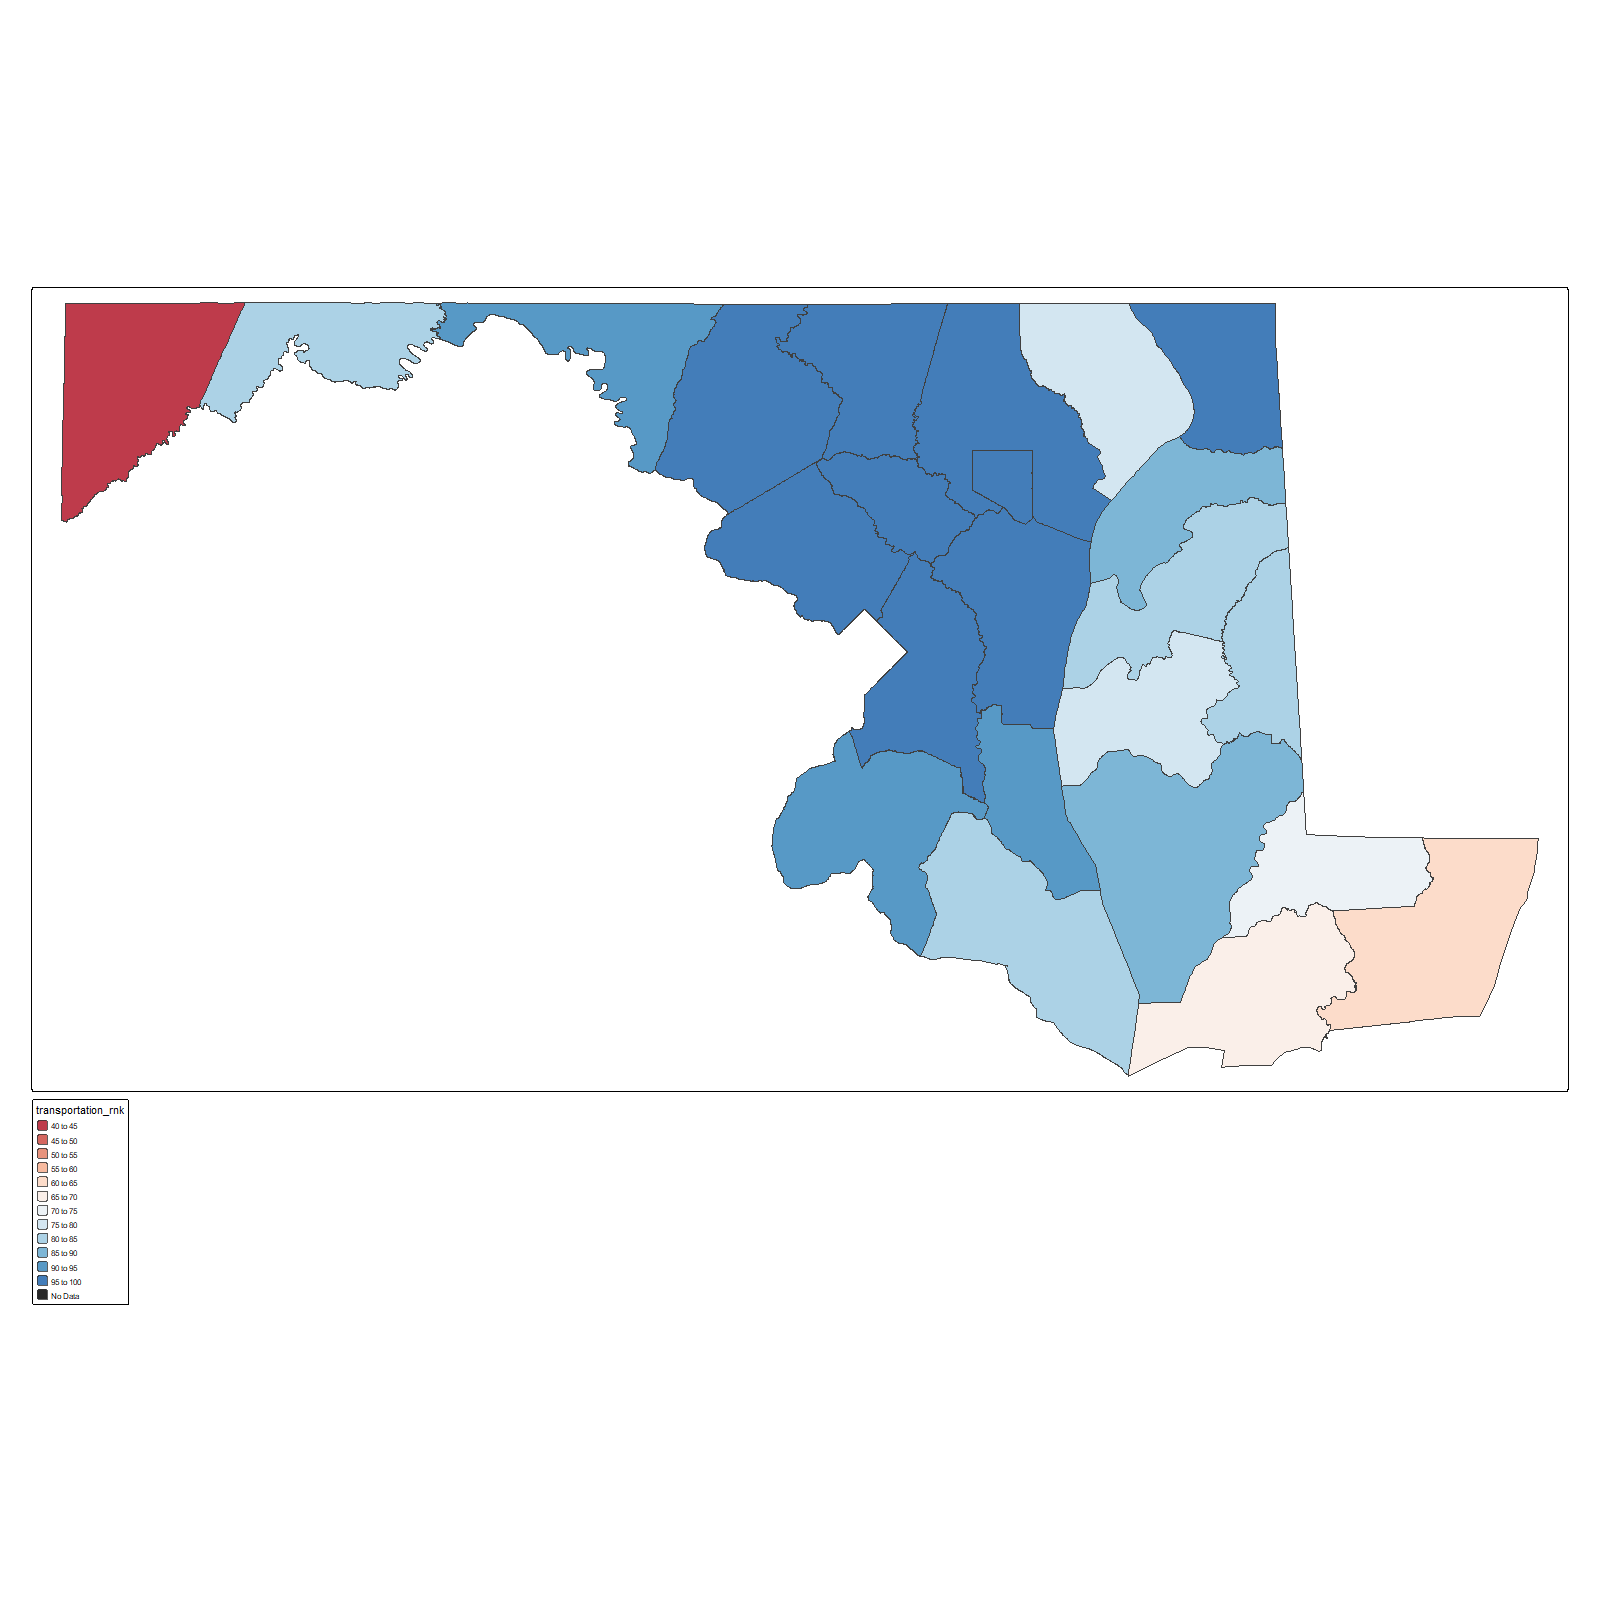 transportation_rnk
40 to 45
45 to 50
50 to 55
55 to 60
60 to 65
65 to 70
70 to 75
75 to 80
80 to 85
85 to 90
90 to 95
95 to 100
No Data